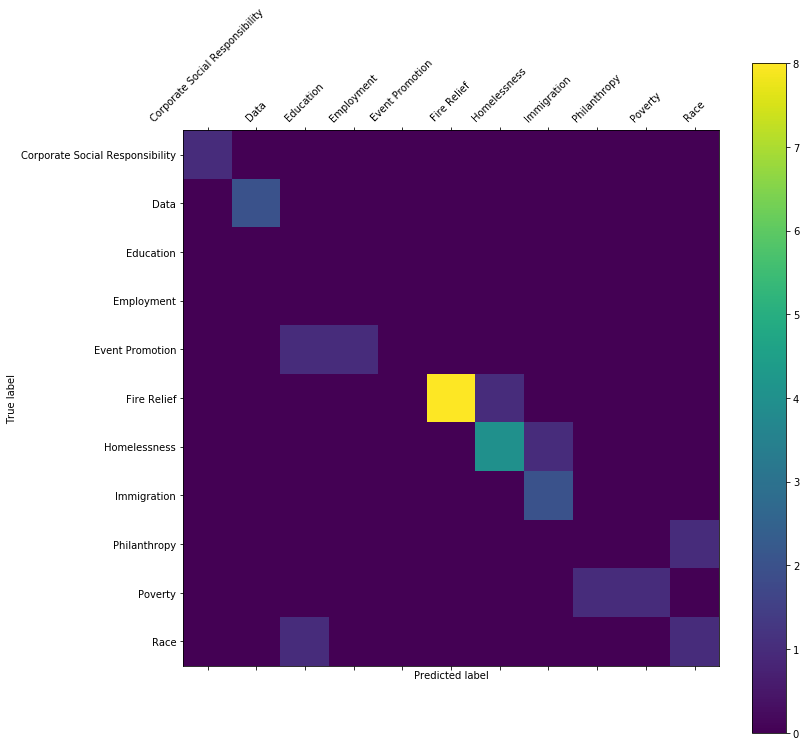 Corporate Social Responsibility
Data
Education
Employment
Event Promotion
Fire Relief
Homelessness
Immigration
Philanthropy
Poverty
Race
True label
Corporate Social Responsibility
Data
Education
Employment
Event Promotion
Fire Relief
Homelessness
Immigration
Philanthropy
Poverty
Race
Predicted label
8
7
6
5
4
3
2
1
0